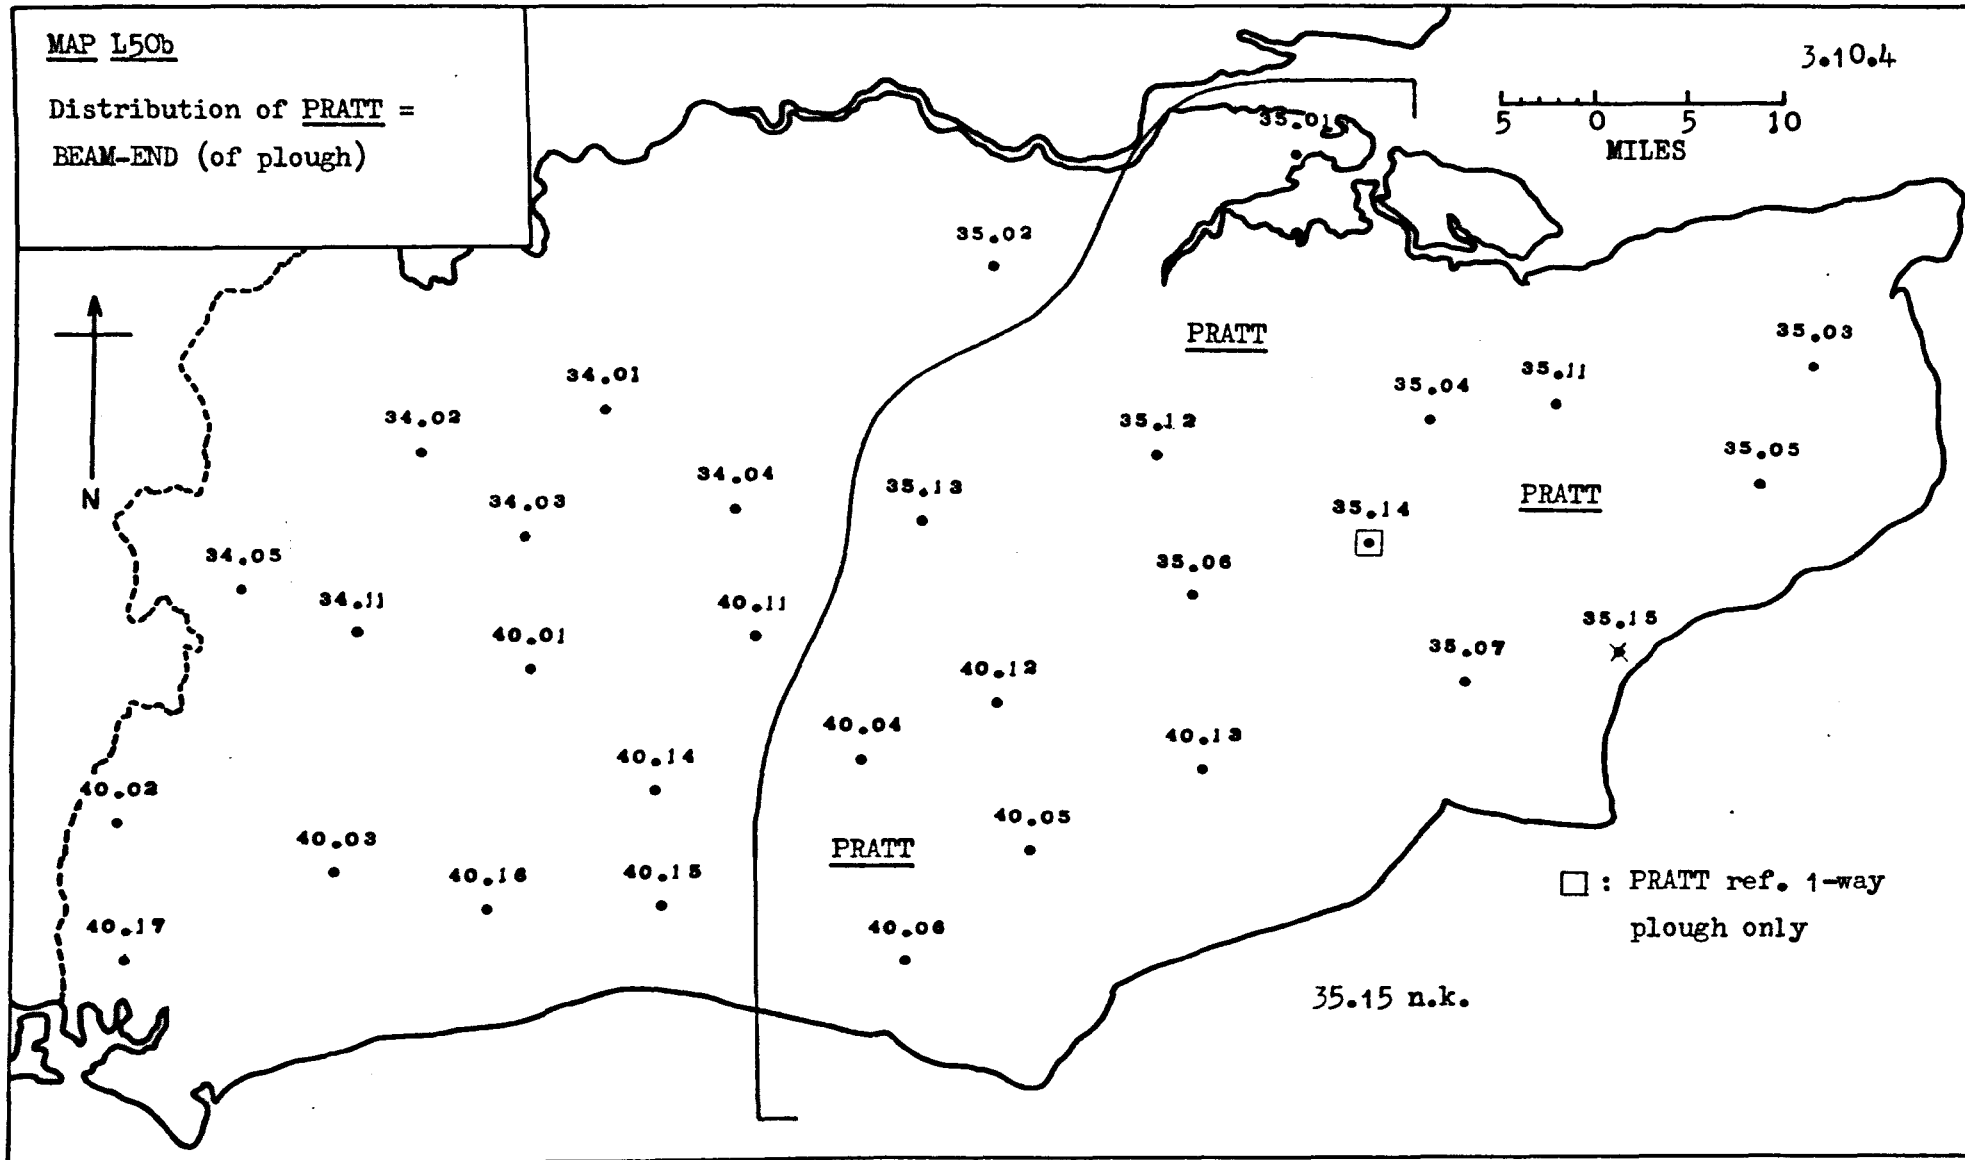 MAP L50b
Distribution of PRATT =
BEAM-END (of plough)
3.10.4
5 0 5 10
MILES
35.01
35.02
PRATT
35.03
34.01
34.02
35.04
35.11
35.12
35.05
34.04
35.13
34.03
PRATT
35.14
34.05
35.06
34.11
40.11
40.01
35.15
35.07
40.12
40.04
40.13
40.14
40.02
40.05
40.03
PRATT
40.16
40.15
40.17
40.06
N
□ : PRATT ref. 1-way
plough only
35.15 n.k.